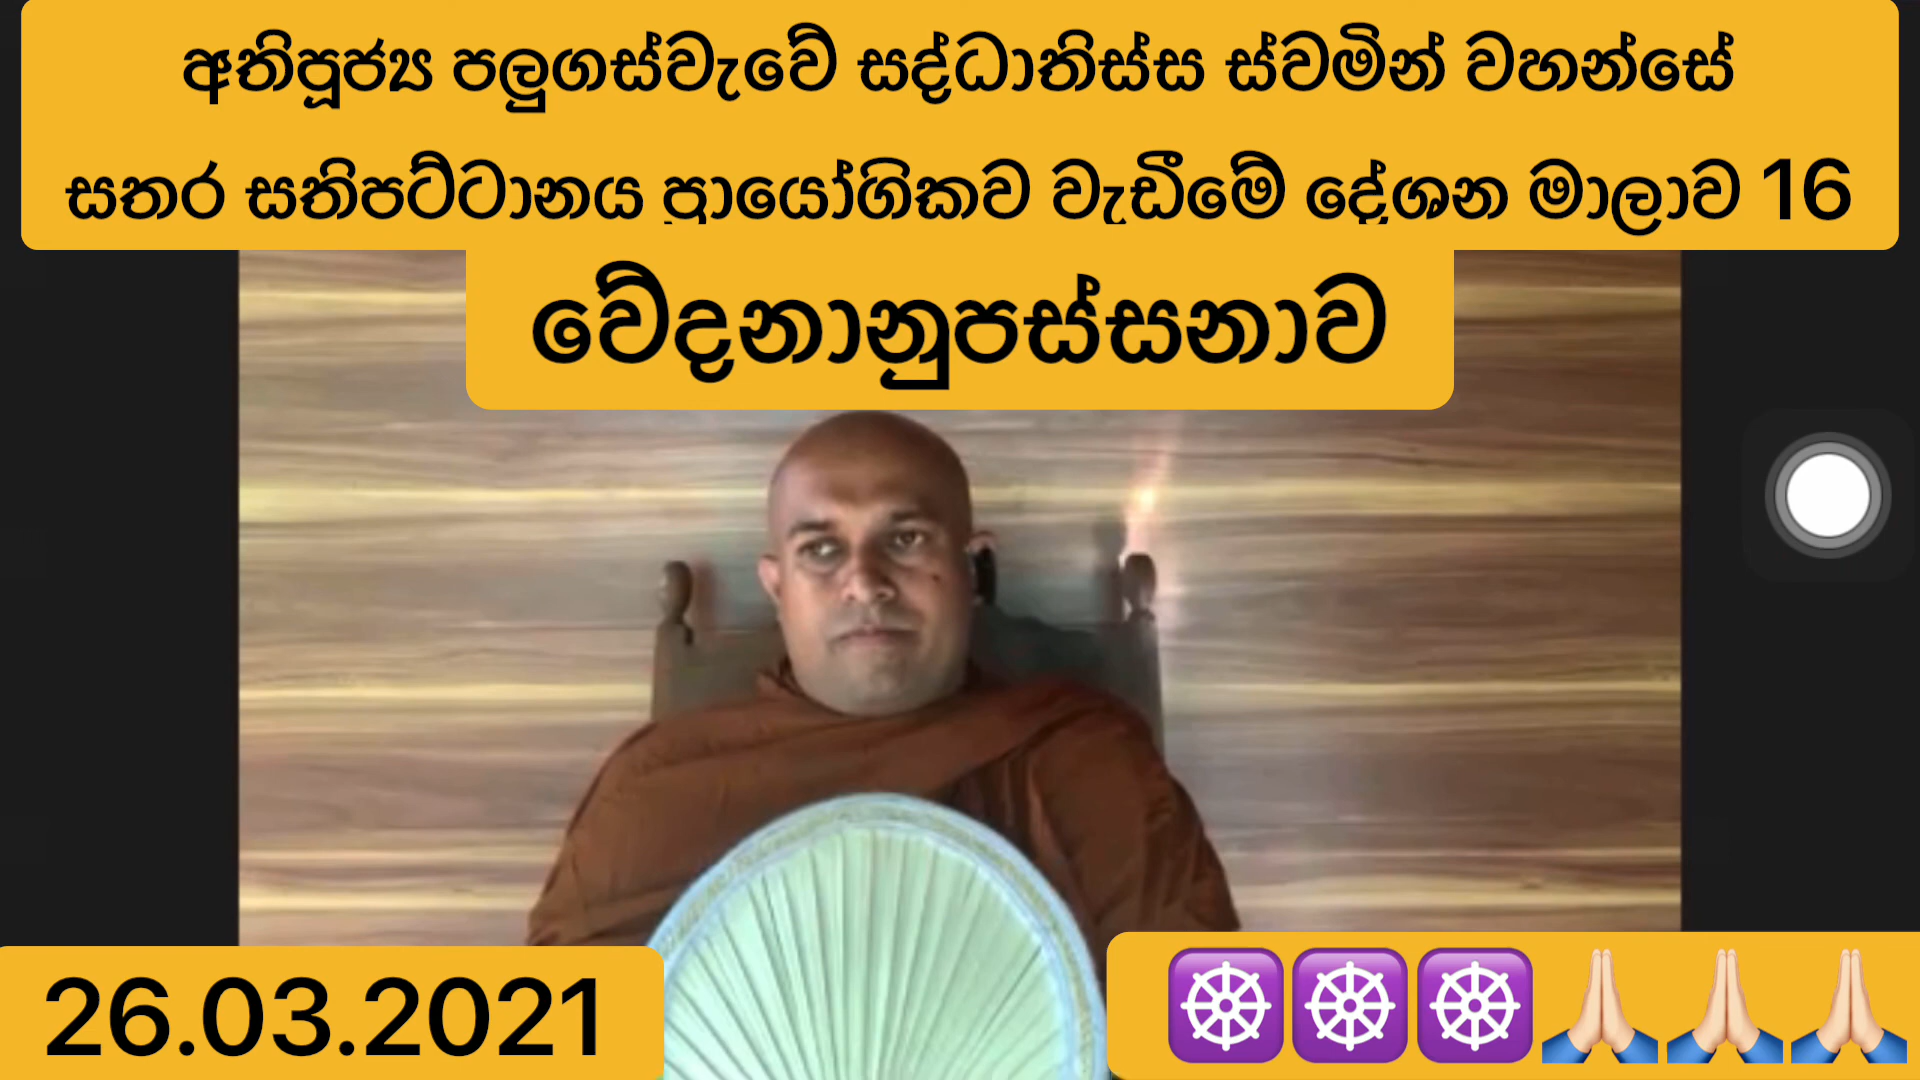 අතිපූජ්‍ය පලුගස්වැවේ සද්ධාතිස්ස ස්වමින් වහන්සේ
සතර සතිපට්ටානය ප්‍රායෝගිකව වැඩීමේ දේශන මාලාව 16
වේදනානුපස්සනාව
26.03.2021